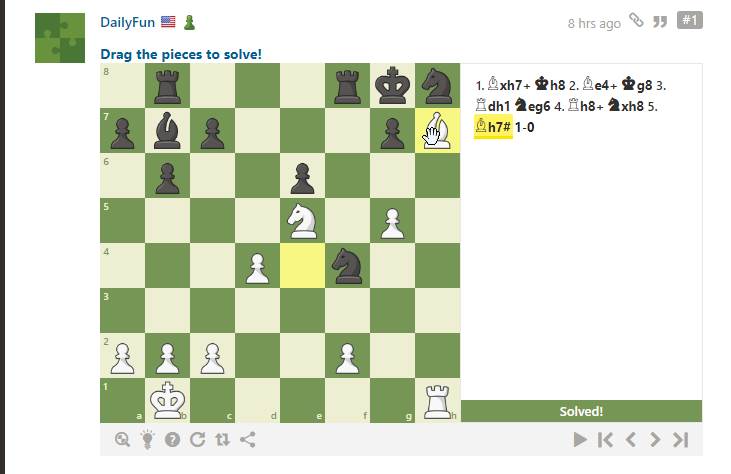 DailyFun
8 hrs ago
#1
Drag the pieces to solve!
8
7
6
5
4
3
2
1
a b c d e f g h
1. ♗xh7+ ♚h8 2. ♗e4+ ♚g8 3.
♖dh1 ♞eg6 4. ♖h8+ ♞xh8 5.
♗h7# 1-0
Solved!